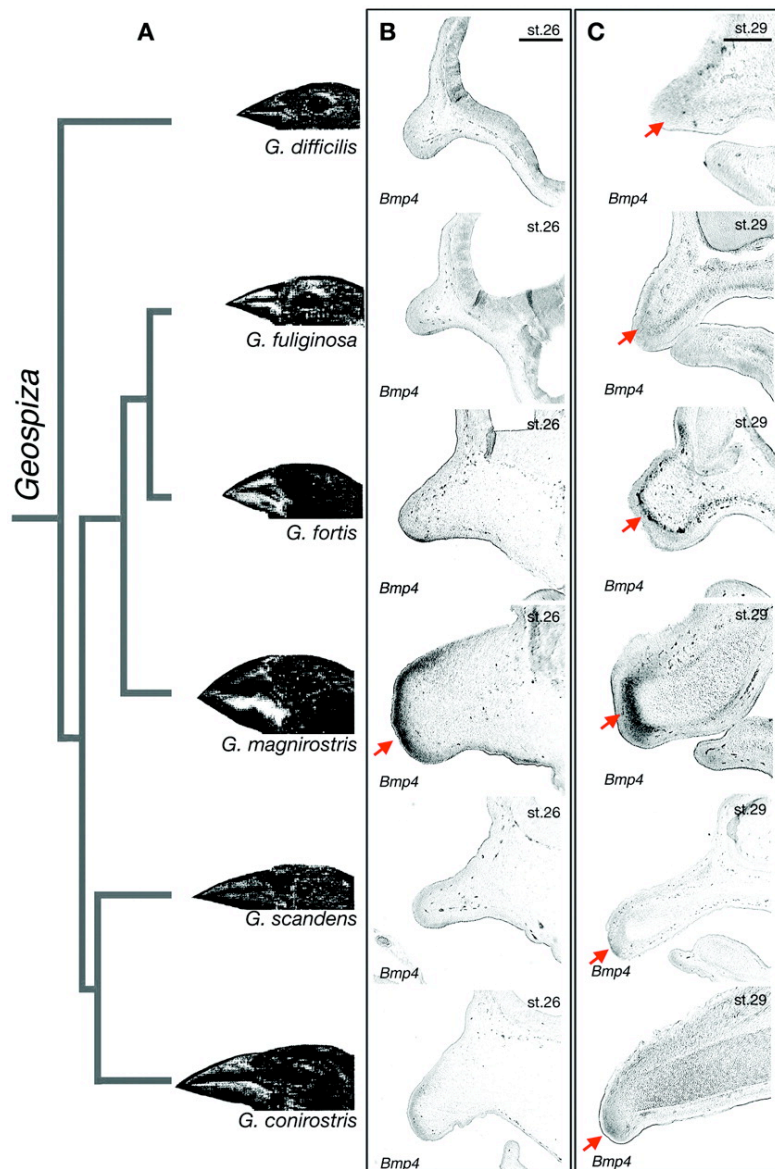 A
B
C
Geospiza
G. difficilis
G. fuliginosa
G. fortis
G. magnirostris
G. scandens
G. conirostris
st.26
Bmp4
st.26
Bmp4
st.26
Bmp4
st.26
Bmp4
st.26
Bmp4
st.26
Bmp4
st.29
Bmp4
st.29
Bmp4
st.29
Bmp4
st.29
Bmp4
st.29
Bmp4
st.29
Bmp4